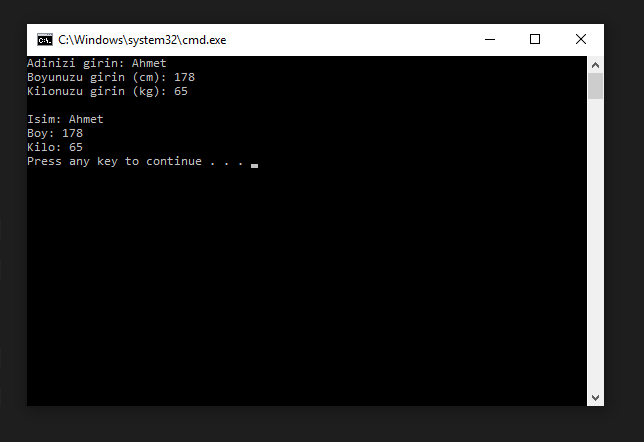 C:\Windows\system32\cmd.exe
Adinizi girin: Ahmet
Boyunuzu girin (cm): 178
Kilonuzu girin (kg): 65
Isim: Ahmet
Boy: 178
Kilo: 65
Press any key to continue . . .